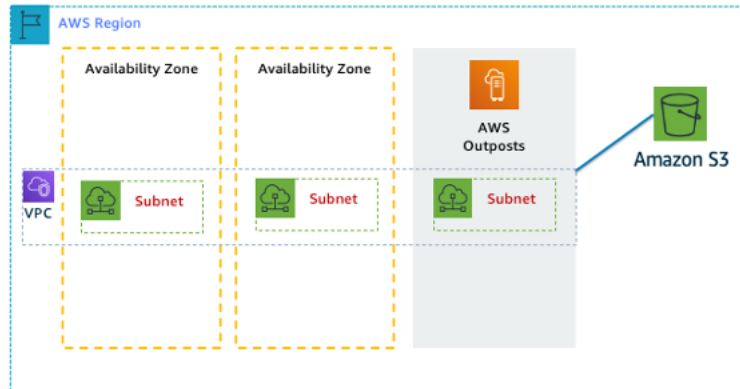 AWS Region
Availability Zone
Availability Zone
AWS
Outposts
Amazon S3
VPC
Subnet
Subnet
Subnet